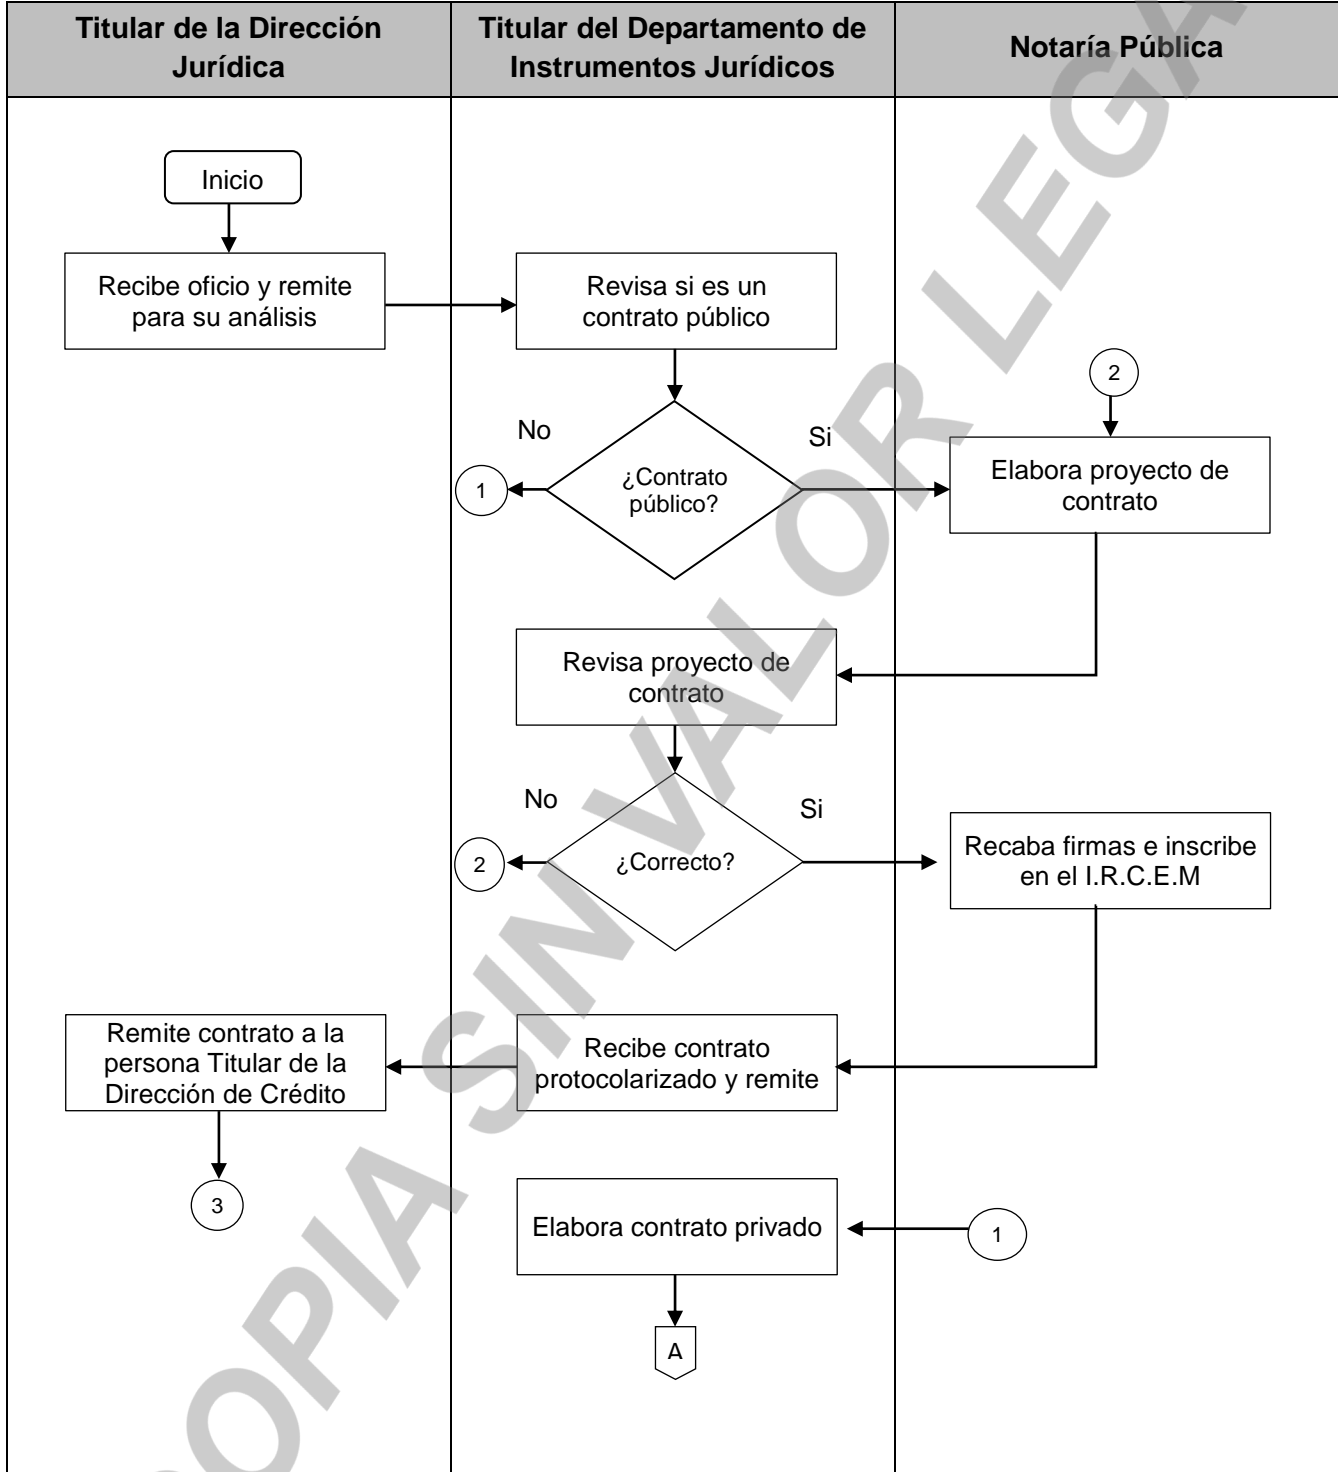 Titular de la Dirección
Jurídica
Titular del Departamento de
Instrumentos Jurídicos
Notaría Pública
Inicio
Recibe oficio y remite
para su análisis
Revisa si es un
contrato público
2
No
Si
1
¿Contrato
público?
Elabora proyecto de
contrato
Revisa proyecto de
contrato
No
Si
2
¿Correcto?
Recaba firmas e inscribe
en el I.R.C.E.M
Remite contrato a la
persona Titular de la
Dirección de Crédito
Recibe contrato
protocolarizado y remite
3
Elabora contrato privado
1
A
COPIA SIN VALOR LEGA